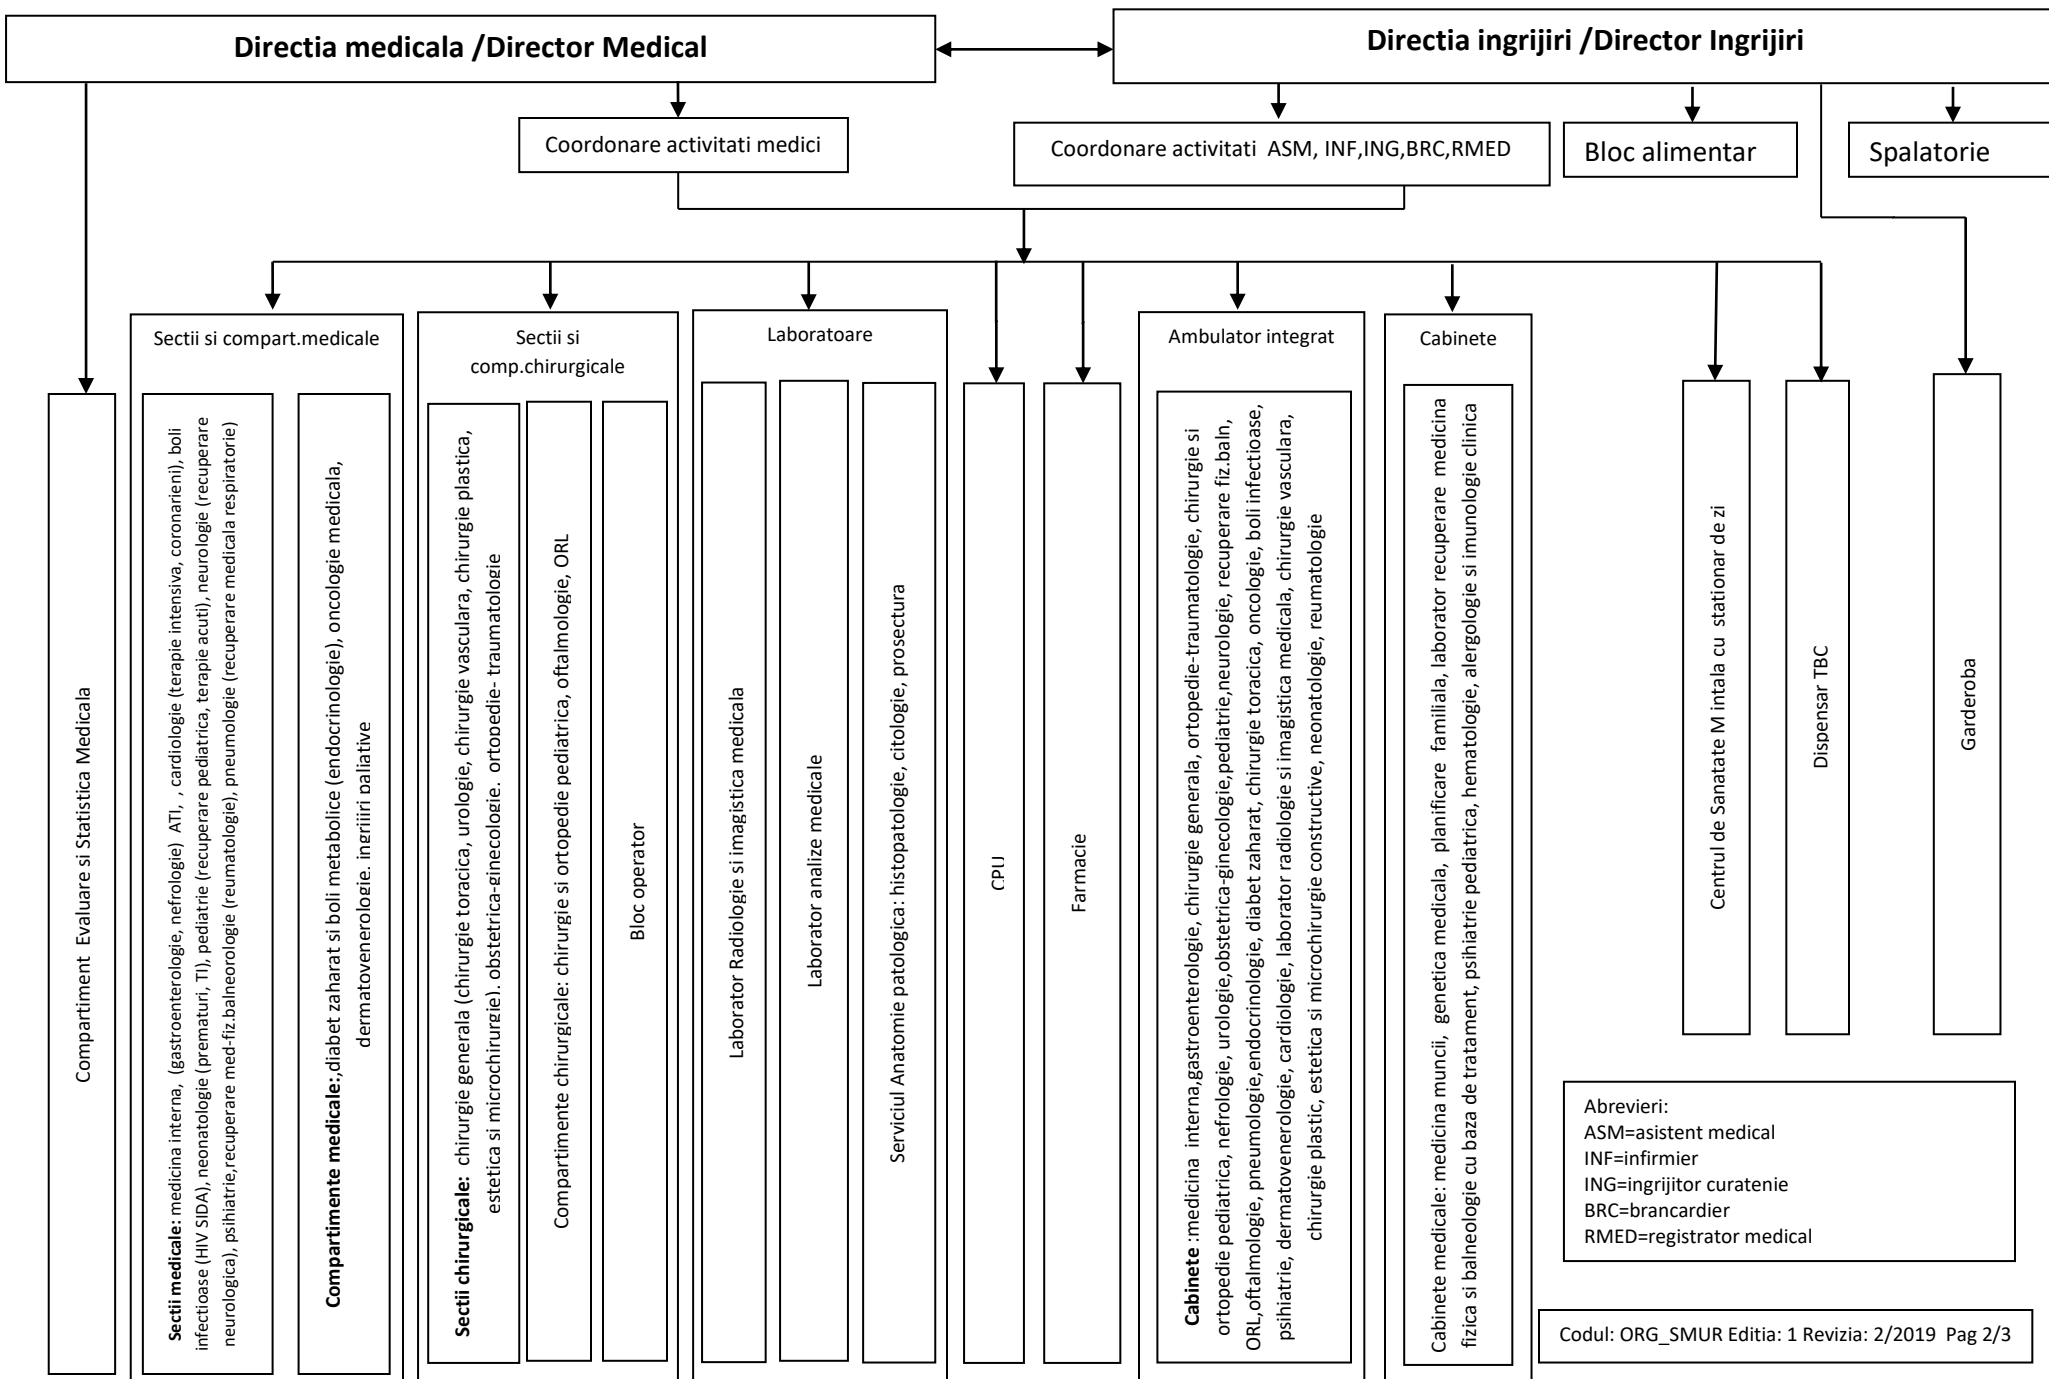 Directia medicala /Director Medical
Directia ingrijiri /Director Ingrijiri
Coordonare activitati medici
Coordonare activitati ASM, INF,ING,BRC,RMED
Bloc alimentar
Spalatorie
Compartiment Evaluare si Statistica Medicala
Sectii si compart.medicale
Sectii medicale: medicina interna, (gastroenterologie, nefrologie) ATI, , cardiologie (terapie intensiva, coronarieni), boli
infectioase (HIV SIDA), neonatologie (prematuri, TI), pediatrie (recuperare pediatrica, terapie acuti), neurologie (recuperare
neurologica), psihiatrie,recuperare med-fiz.balneorologie (reumatologie), pneumologie (recuperare medicala respiratorie)
Compartimente medicale:,diabet zaharat si boli metabolice (endocrinologie), oncologie medicala,
dermatovenerologie, ingrijiri paliative
Sectii si
comp.chirurgicale
Sectii chirurgicale: chirurgie generala (chirurgie toracica, urologie, chirurgie vasculara, chirurgie plastica,
estetica si microchirurgie), obstetrica-ginecologie, ortopedie- traumatologie
Compartimente chirurgicale: chirurgie si ortopedie pediatrica, oftalmologie, ORL
Bloc operator
Laboratoare
Laborator Radiologie si imagistica medicala
Laborator analize medicale
Serviciul Anatomie patologica: histopatologie, citologie, prosectura
CPU
Farmacie
Ambulator integrat
Cabinete :medicina interna,gastroenterologie, chirurgie generala, ortopedie-traumatologie, chirurgie si
ortopedie pediatrica, nefrologie, urologie,obstetrica-ginecologie,pediatrie,neurologie, recuperare fiz.baln,
ORL,oftalmologie, pneumologie,endocrinologie, diabet zaharat, chirurgie toracica, oncologie, boli infectioase,
psihiatrie, dermatovenerologie, cardiologie, laborator radiologie si imagistica medicala, chirurgie vasculara,
chirurgie plastic, estetica si microchirurgie constructive, neonatologie, reumatologie
Cabinete
Cabinete medicale: medicina muncii, genetica medicala, planificare familiala, laborator recuperare medicina
fizica si balneologie cu baza de tratament, psihiatrie pediatrica, hematologie, alergologie si imunologie clinica
Centrul de Sanatate M intala cu stationar de zi
Dispensar TBC
Garderoba
Abrevieri:
ASM=asistent medical
INF=infirmier
ING=ingrijitor curatenie
BRC=brancardier
RMED=registrator medical
Codul: ORG_SMUR Editia: 1 Revizia: 2/2019 Pag 2/3